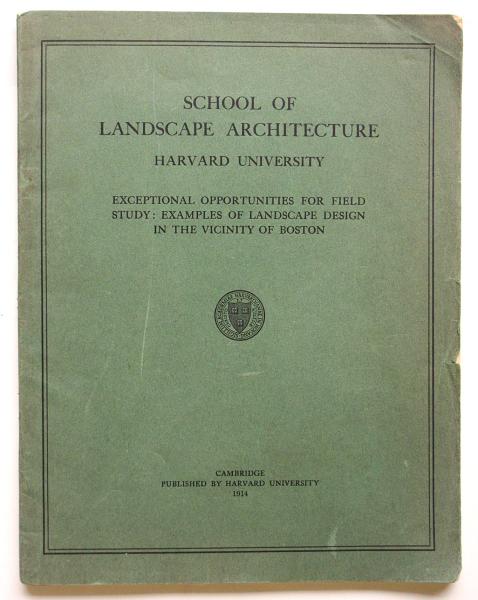 SCHOOL OF
LANDSCAPE ARCHITECTURE
HARVARD UNIVERSITY
EXCEPTIONAL OPPORTUNITIES FOR FIELD
STUDY: EXAMPLES OF LANDSCAPE DESIGN
IN THE VICINITY OF BOSTON
CAMBRIDGE
PUBLISHED BY HARVARD UNIVERSITY
1914